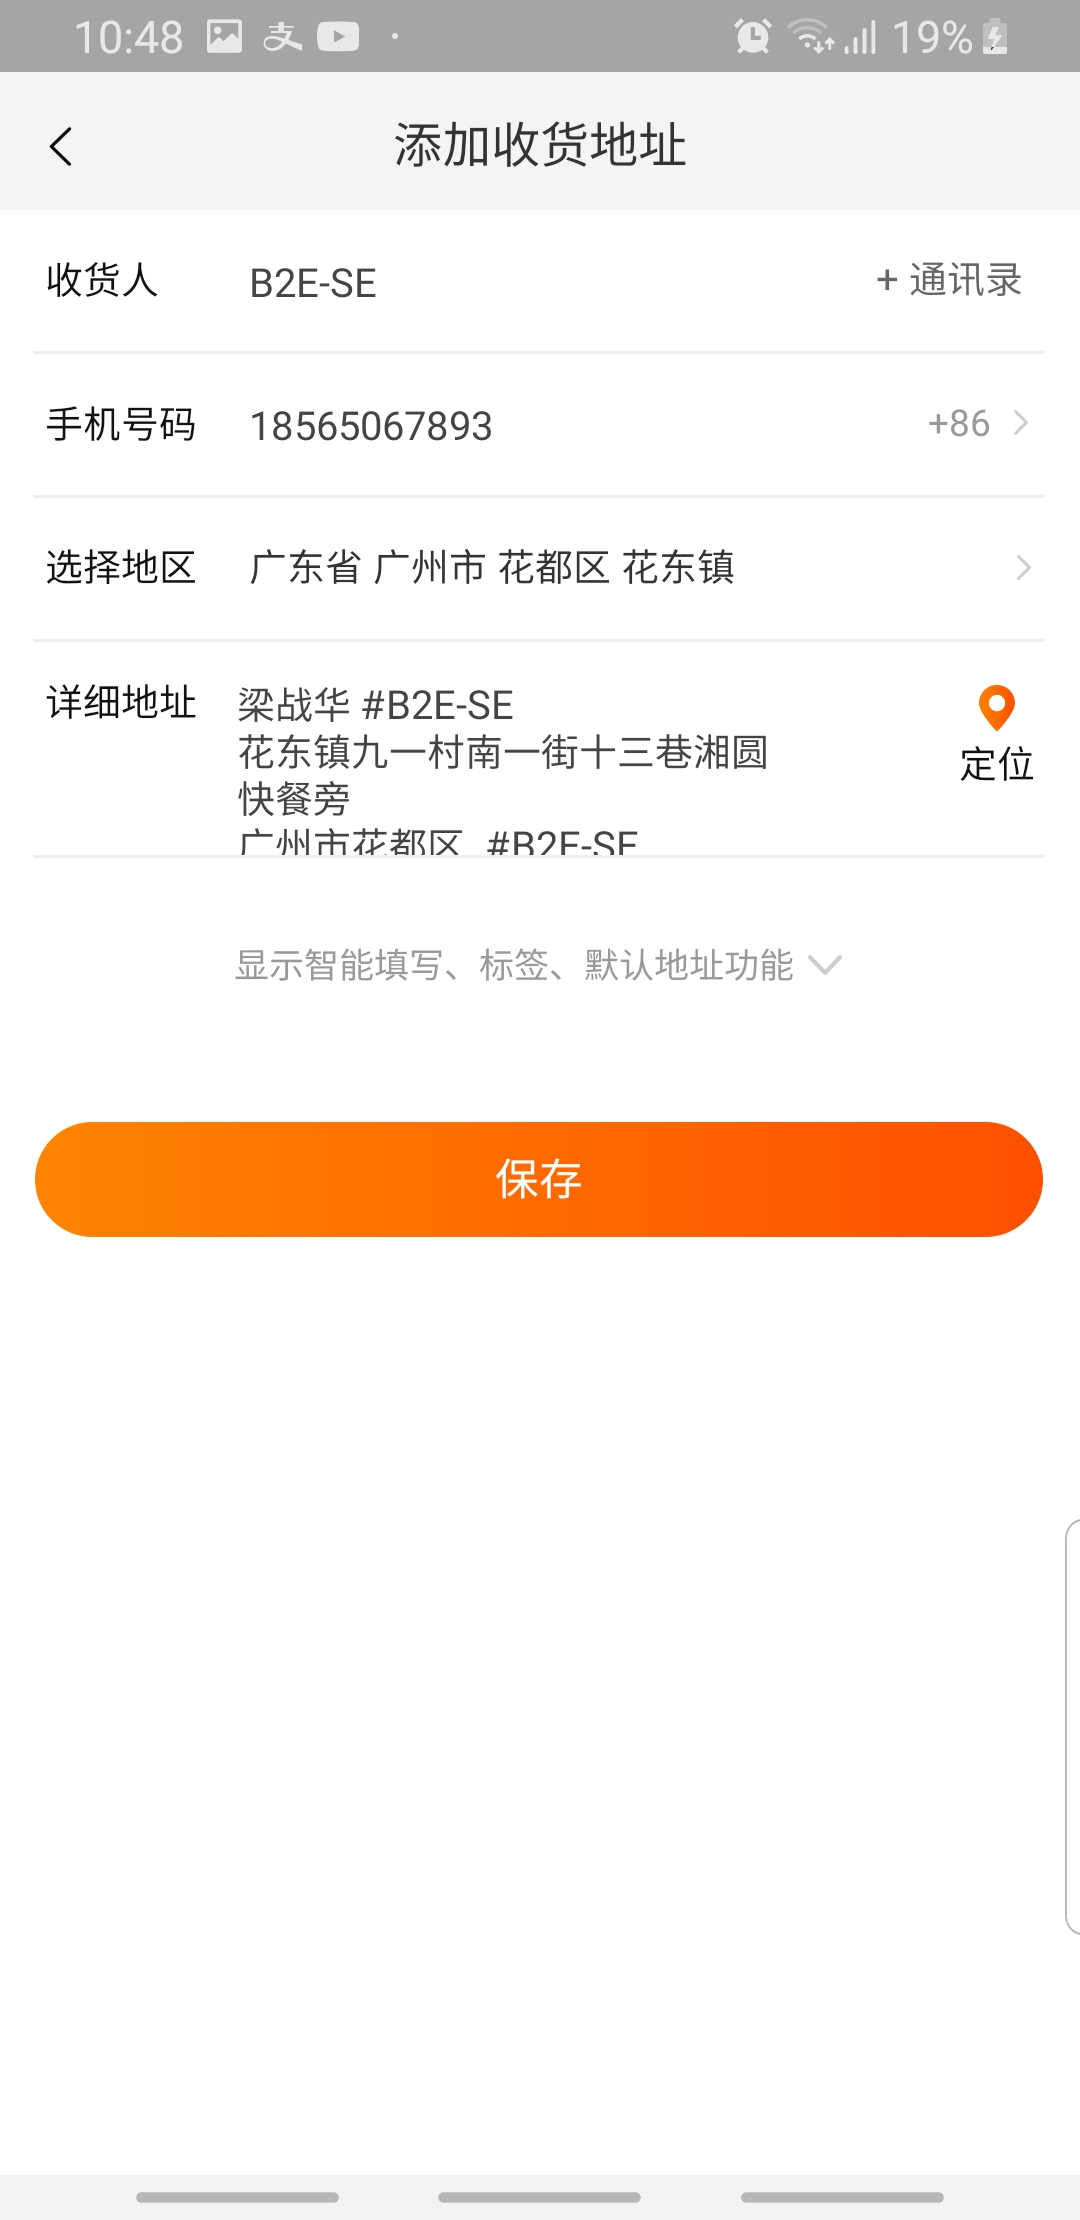 10:48 19%
添加收货地址
收货人 B2E-SE + 通讯录
手机号码 18565067893 +86
选择地区 广东省 广州市 花都区 花东镇
详细地址 梁战华 #B2E-SE
花东镇九一村南一街十三巷湘圆
快餐旁
广州市花都区 #B2E-SE
定位
显示智能填写、标签、默认地址功能
保存